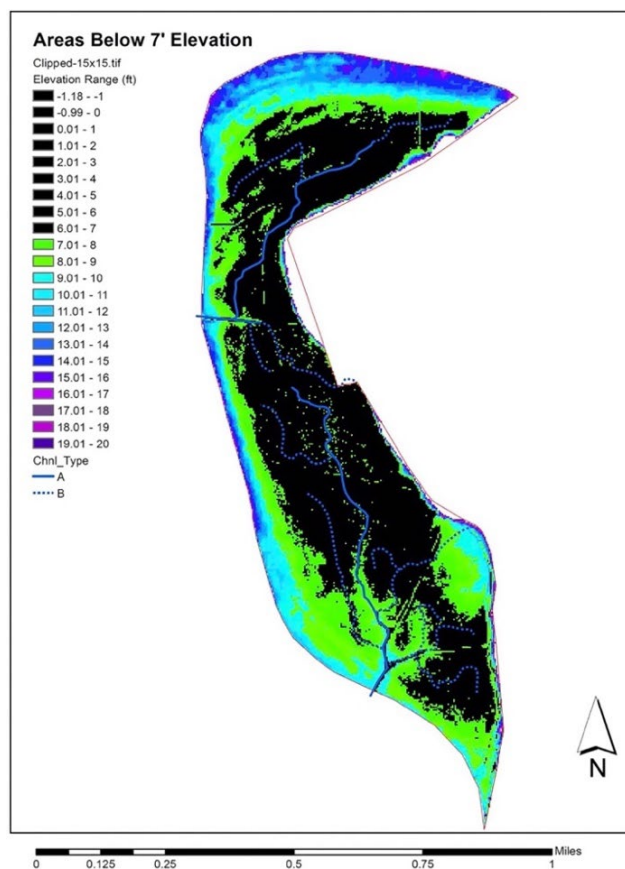 Areas Below 7' Elevation
Clipped-15x15.tif
Elevation Range (ft)
-1.18 - -1
-0.99 - 0
0.01 - 1
1.01 - 2
2.01 - 3
3.01 - 4
4.01 - 5
5.01 - 6
6.01 - 7
7.01 - 8
8.01 - 9
9.01 - 10
10.01 - 11
11.01 - 12
12.01 - 13
13.01 - 14
14.01 - 15
15.01 - 16
16.01 - 17
17.01 - 18
18.01 - 19
19.01 - 20
Chnl_Type
A
B
N
Miles
0 0.125 0.25 0.5 0.75 1